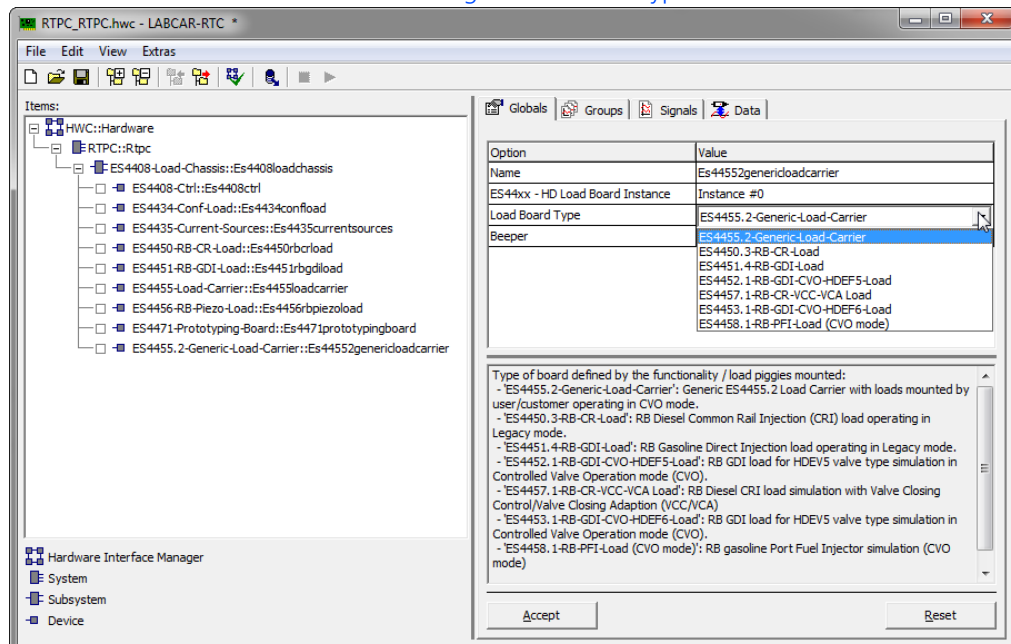 RTPC_RTPC.hwc - LABCAR-RTC *
File Edit View Extras
Items:
HWC::Hardware
RTPC::Rtpc
ES4408-Load-Chassis::Es4408loadchassis
ES4408-Ctrl::Es4408ctrl
ES4434-Conf-Load::Es4434confload
ES4435-Current-Sources::Es4435currentsources
ES4450-RB-CR-Load::Es4450rbcrload
ES4451-RB-GDI-Load::Es4451rbgdiload
ES4455-Load-Carrier::Es4455loadcarrier
ES4456-RB-Piezo-Load::Es4456rbpiezoload
ES4471-Prototyping-Board::Es4471prototypingboard
ES4455.2-Generic-Load-Carrier::Es44552genericloadcarrier
Hardware Interface Manager
System
Subsystem
Device
Globals Groups Signals Data
Option Value
Name Es44552genericloadcarrier
ES44xx - HD Load Board Instance Instance #0
Load Board Type ES4455.2-Generic-Load-Carrier
Beeper
ES4455.2-Generic-Load-Carrier
ES4450.3-RB-CR-Load
ES4451.4-RB-GDI-Load
ES4452.1-RB-GDI-CVO-HDEF5-Load
ES4457.1-RB-CR-VCC-VCA Load
ES4453.1-RB-GDI-CVO-HDEF6-Load
ES4458.1-RB-PFI-Load (CVO mode)
Type of board defined by the functionality / load piggies mounted:
- 'ES4455.2-Generic-Load-Carrier': Generic ES4455.2 Load Carrier with loads mounted by
user/customer operating in CVO mode.
- 'ES4450.3-RB-CR-Load': RB Diesel Common Rail Injection (CRI) load operating in
Legacy mode.
- 'ES4451.4-RB-GDI-Load': RB Gasoline Direct Injection load operating in Legacy mode.
- 'ES4452.1-RB-GDI-CVO-HDEF5-Load': RB GDI load for HDEV5 valve type simulation in
Controlled Valve Operation mode (CVO).
- 'ES4457.1-RB-CR-VCC-VCA Load': RB Diesel CRI load simulation with Valve Closing
Control/Valve Closing Adaption (VCC/VCA)
- 'ES4453.1-RB-GDI-CVO-HDEF6-Load': RB GDI load for HDEV5 valve type simulation in
Controlled Valve Operation mode (CVO).
- 'ES4458.1-RB-PFI-Load (CVO mode)': RB gasoline Port Fuel Injector simulation (CVO
mode)
Accept Reset